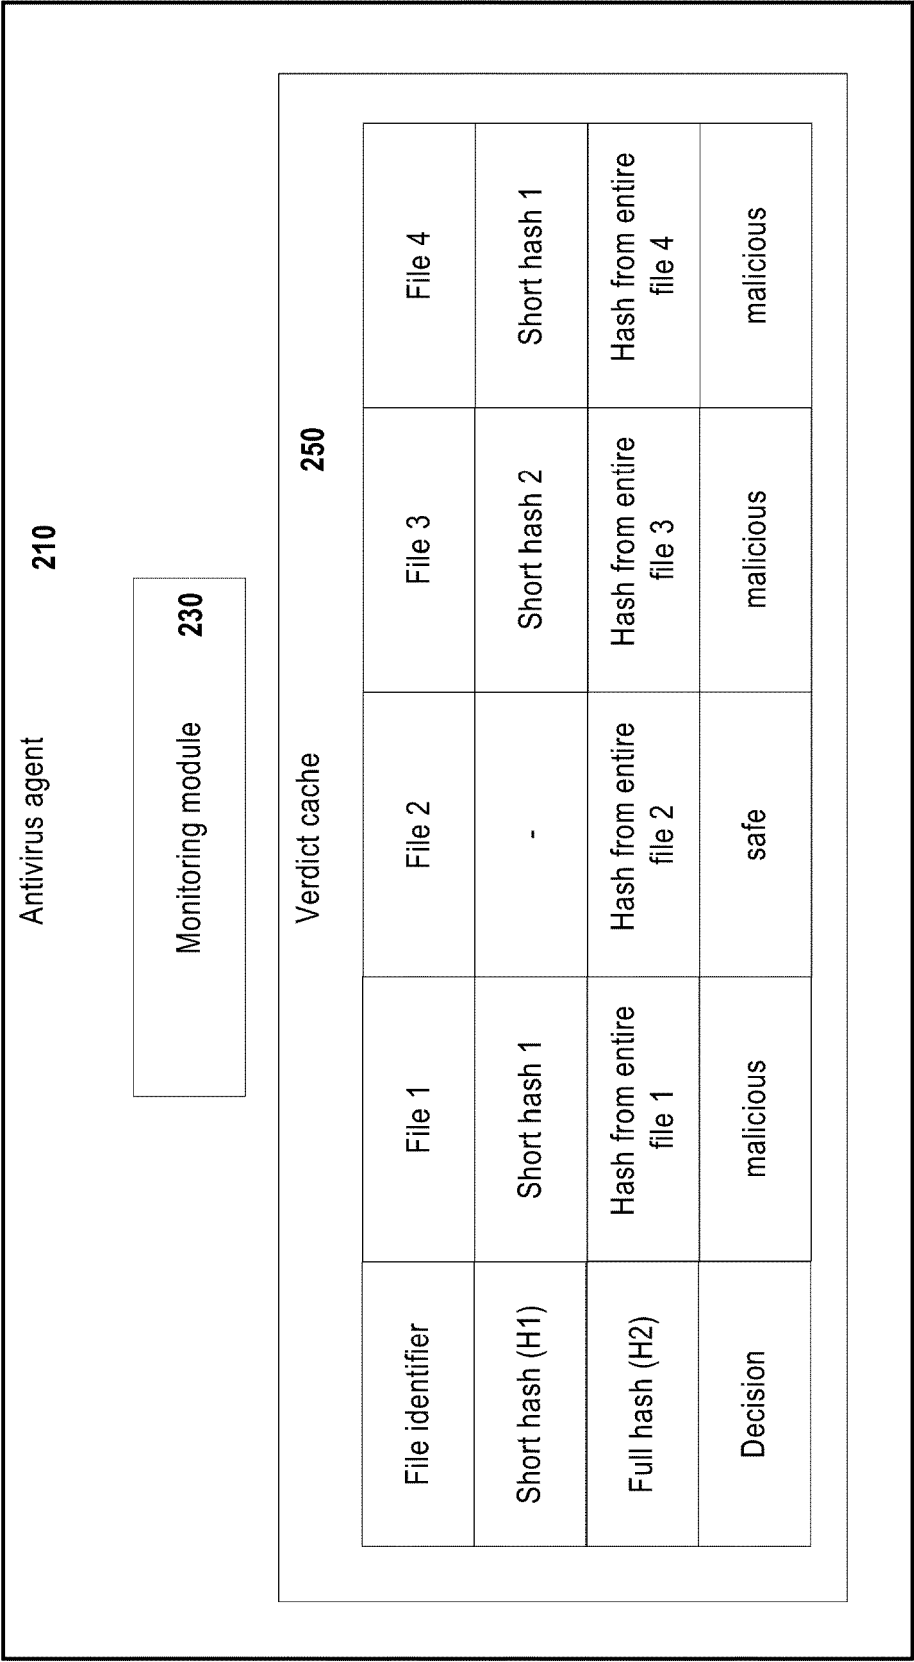 Antivirus agent
210
Monitoring module
230
Verdict cache
250
File identifier
File 1
File 2
File 3
File 4
Short hash (H1)
Short hash 1
-
Short hash 2
Short hash 1
Full hash (H2)
Hash from entire
file 1
Hash from entire
file 2
Hash from entire
file 3
Hash from entire
file 4
Decision
malicious
safe
malicious
malicious